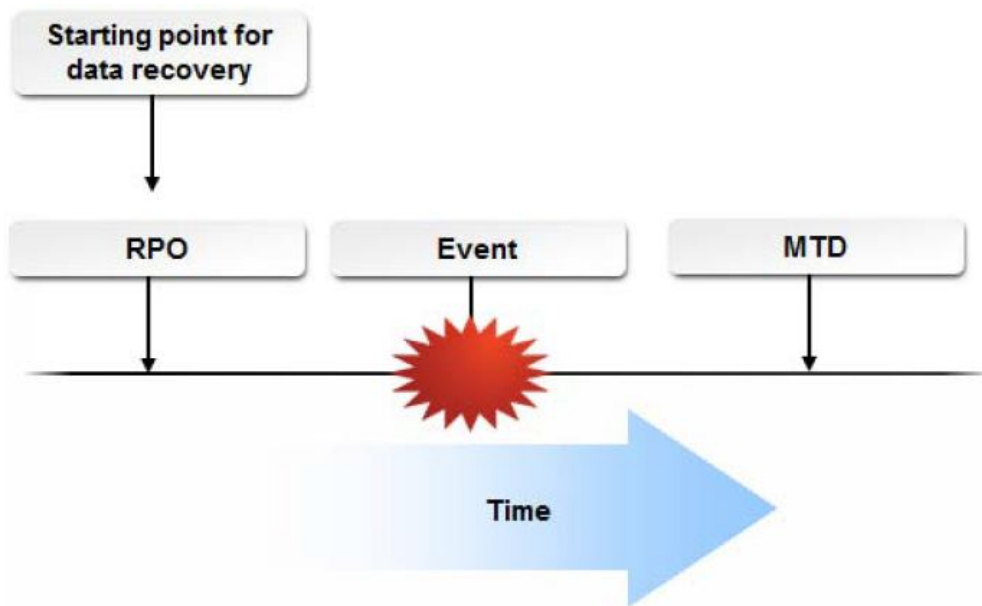 Starting point for
data recovery
RPO
Event
MTD
Time